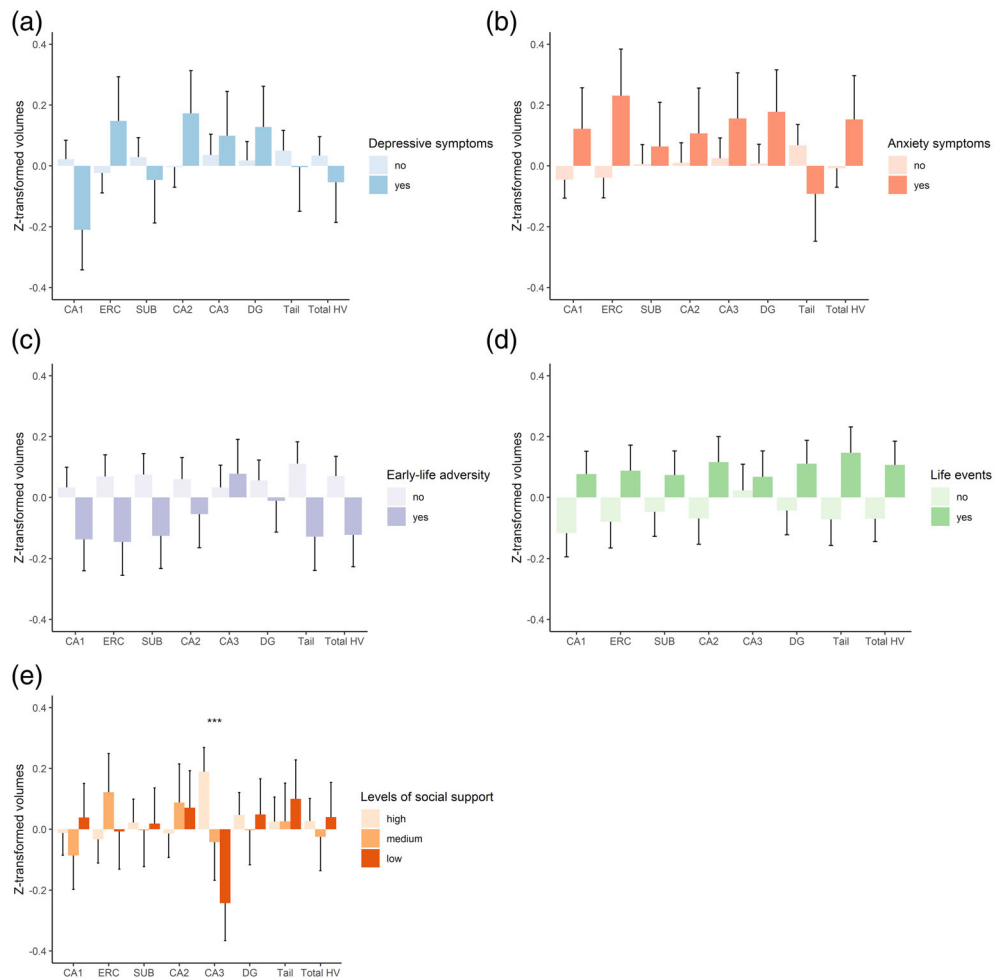 (a)
Z-transformed volumes
0.4
0.2
0.0
-0.2
-0.4
CA1 ERC SUB CA2 CA3 DG Tail Total HV
Depressive symptoms
no
yes
(b)
Z-transformed volumes
0.4
0.2
0.0
-0.2
-0.4
CA1 ERC SUB CA2 CA3 DG Tail Total HV
Anxiety symptoms
no
yes
(c)
Z-transformed volumes
0.4
0.2
0.0
-0.2
-0.4
CA1 ERC SUB CA2 CA3 DG Tail Total HV
Early-life adversity
no
yes
(d)
Z-transformed volumes
0.4
0.2
0.0
-0.2
-0.4
CA1 ERC SUB CA2 CA3 DG Tail Total HV
Life events
no
yes
(e)
Z-transformed volumes
0.4
0.2
0.0
-0.2
-0.4
***
CA1 ERC SUB CA2 CA3 DG Tail Total HV
Levels of social support
high
medium
low